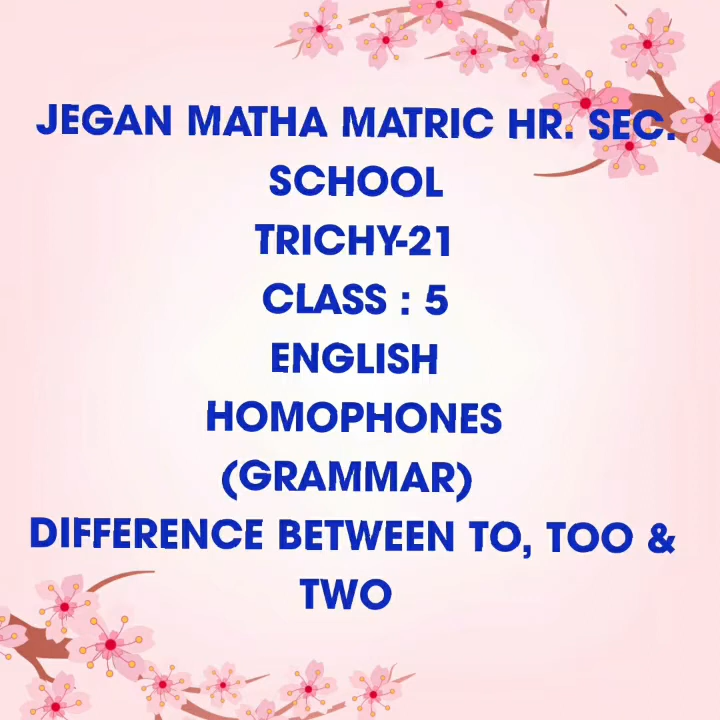 JEGAN MATHA MATRIC HR. SEC.
SCHOOL
TRICHY-21
CLASS : 5
ENGLISH
HOMOPHONES
(GRAMMAR)
DIFFERENCE BETWEEN TO, TOO &
TWO